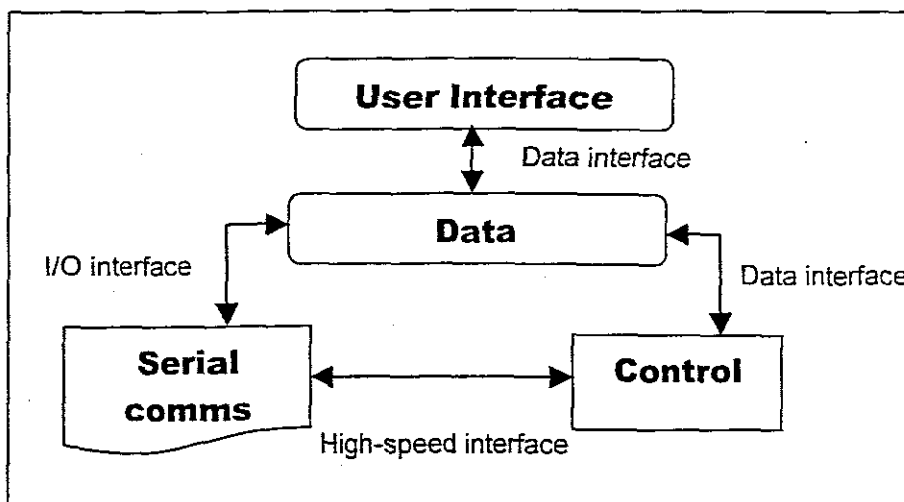 User Interface
Data interface
Data
I/O interface
Data interface
Serial
comms
Control
High-speed interface